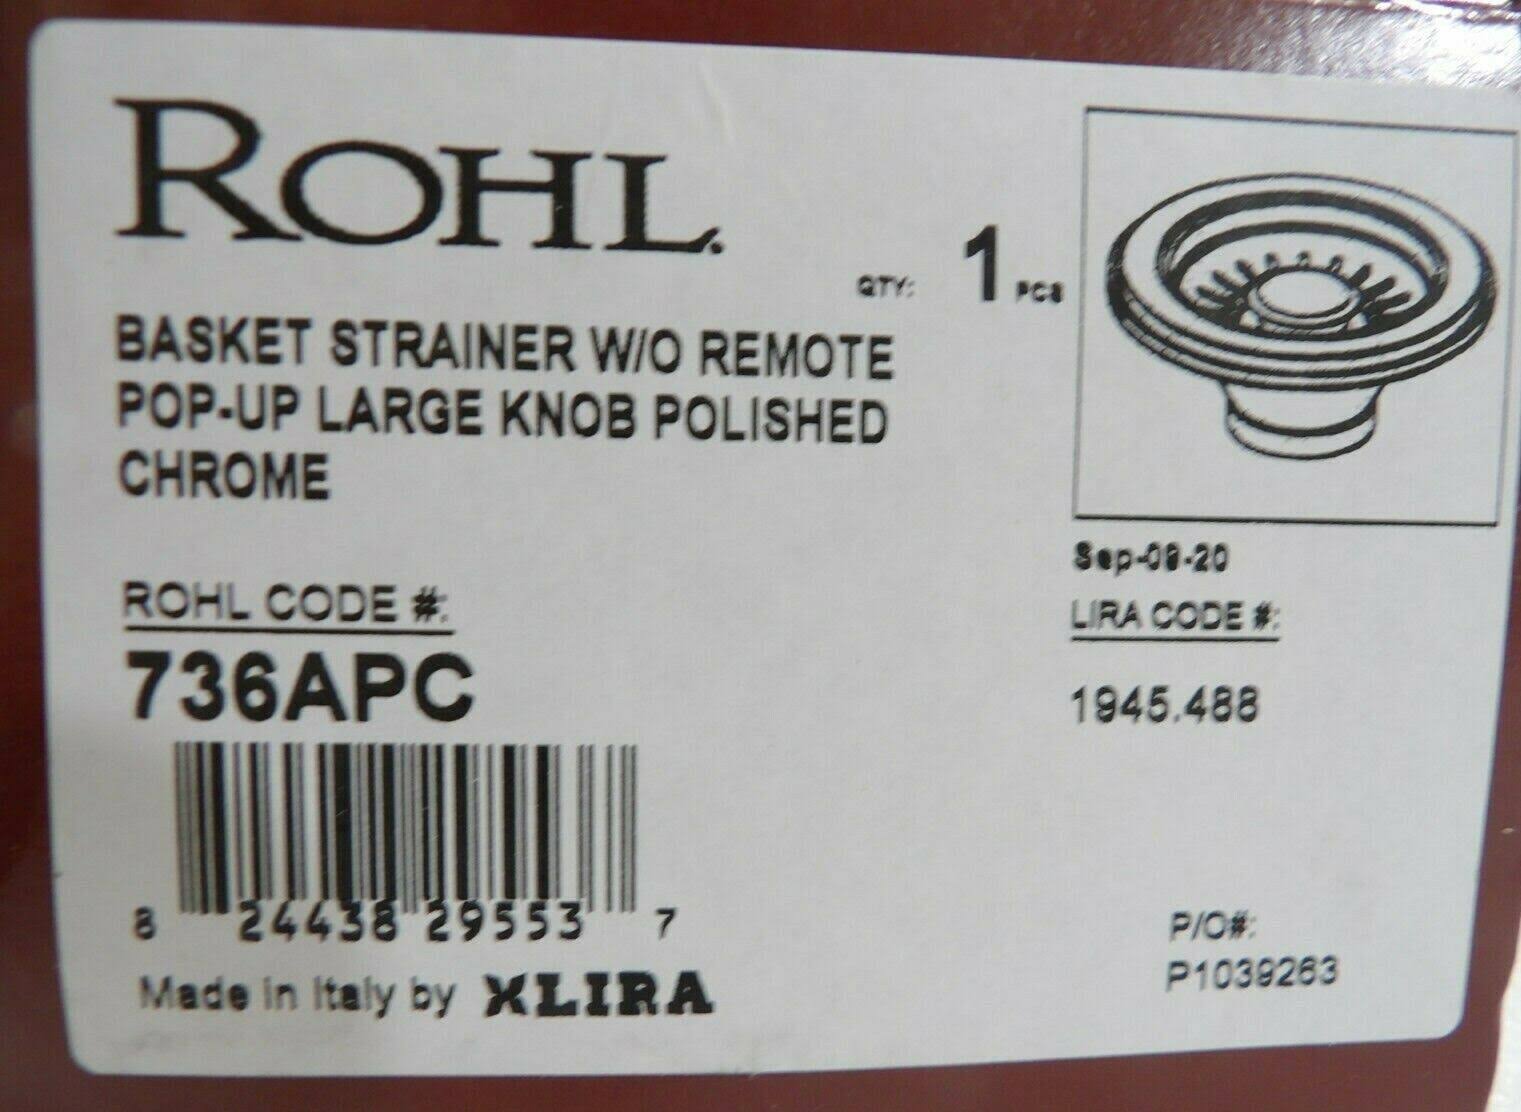 ROHL.
QTY: 1 PCS
BASKET STRAINER W/O REMOTE
POP-UP LARGE KNOB POLISHED
CHROME
Sep-09-20
ROHL CODE #:
LIRA CODE #:
736APC
1945.488
8 24438 29553 7
P/O#:
P1039263
Made in Italy by XLIRA